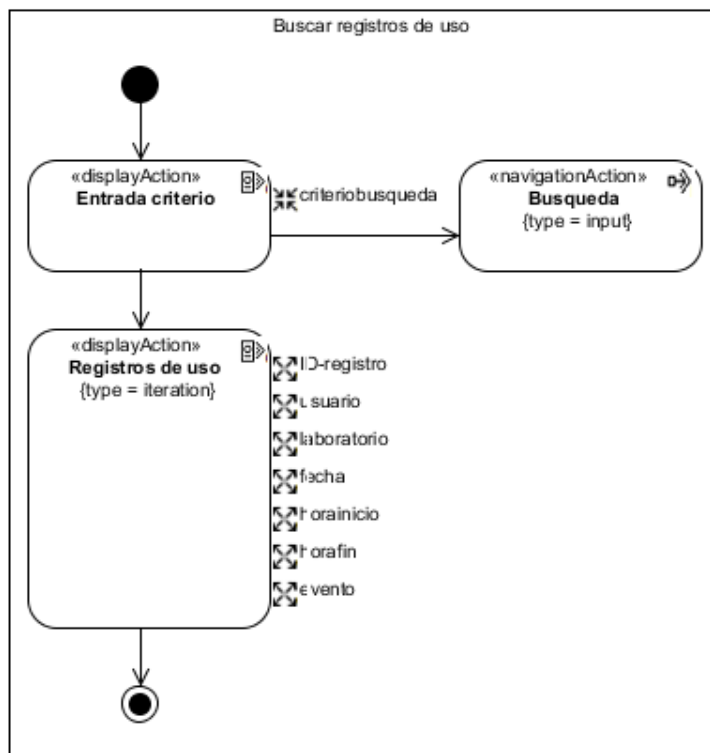 Buscar registros de uso
«displayAction»
Entrada criterio
criteriobusqueda
«navigationAction»
Busqueda
{type = input}
«displayAction»
Registros de uso
{type = iteration}
ID-registro
usuario
laboratorio
fecha
horainicio
horafin
evento